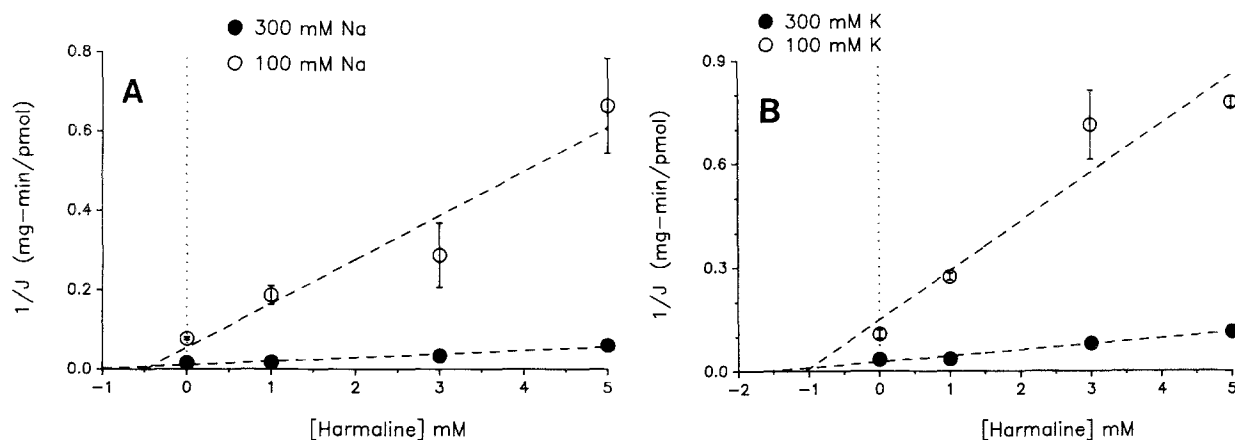 ● 300 mM Na
○ 100 mM Na
A
1/J (mg-min/pmol)
0.8
0.6
0.4
0.2
0.0
-1 0 1 2 3 4 5
[Harmaline] mM
● 300 mM K
○ 100 mM K
B
1/J (mg-min/pmol)
0.9
0.6
0.3
0.0
-2 -1 0 1 2 3 4 5
[Harmaline] mM